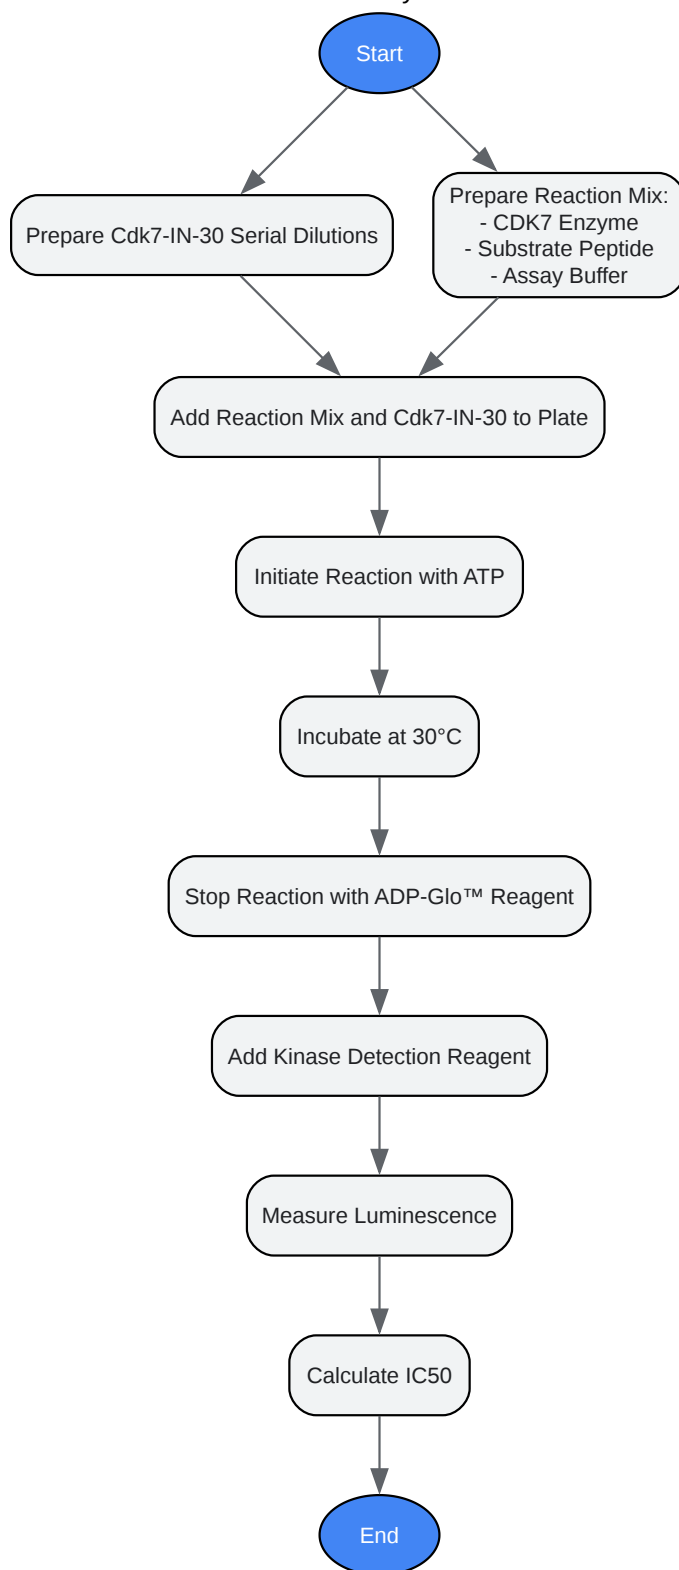 Start
Prepare Cdk7-IN-30 Serial Dilutions
Prepare Reaction Mix:
- CDK7 Enzyme
- Substrate Peptide
- Assay Buffer
Add Reaction Mix and Cdk7-IN-30 to Plate
Initiate Reaction with ATP
Incubate at 30°C
Stop Reaction with ADP-Glo™ Reagent
Add Kinase Detection Reagent
Measure Luminescence
Calculate IC50
End